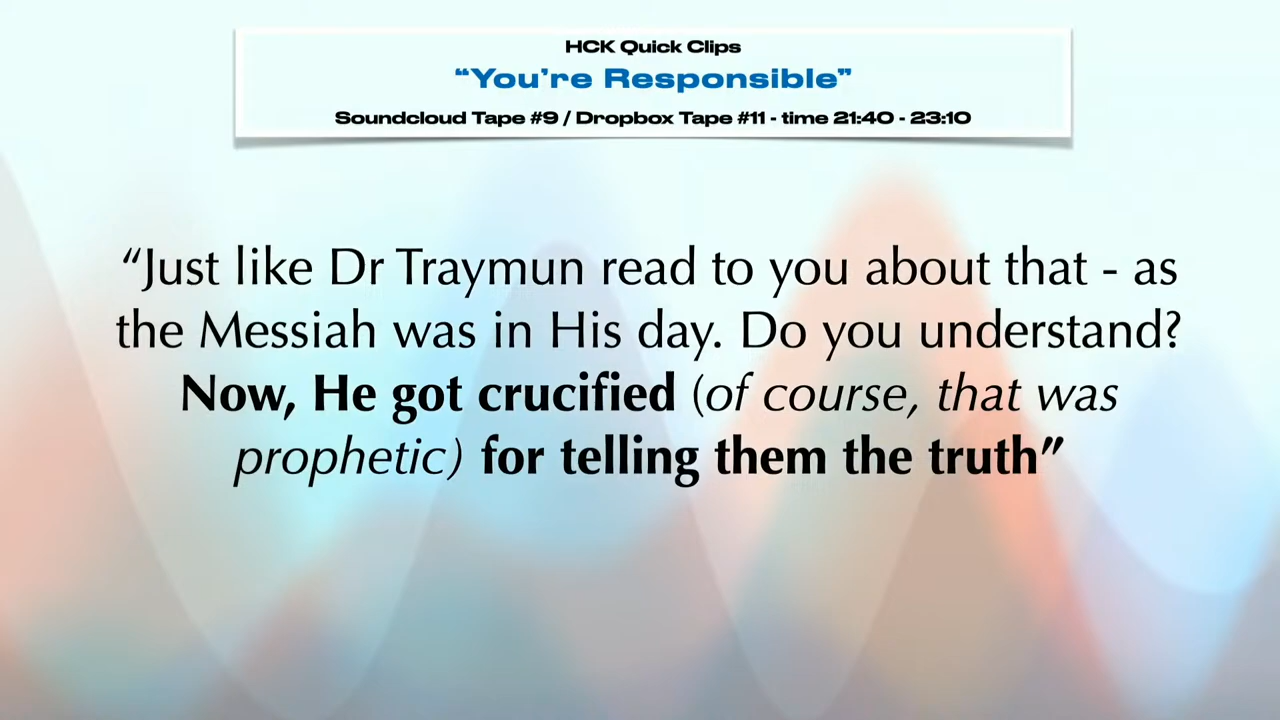 HCK Quick Clips
“You’re Responsible”
Soundcloud Tape #9 / Dropbox Tape #11 - time 21:40 - 23:10
“Just like Dr Traymun read to you about that - as
the Messiah was in His day. Do you understand?
Now, He got crucified (of course, that was
prophetic) for telling them the truth”